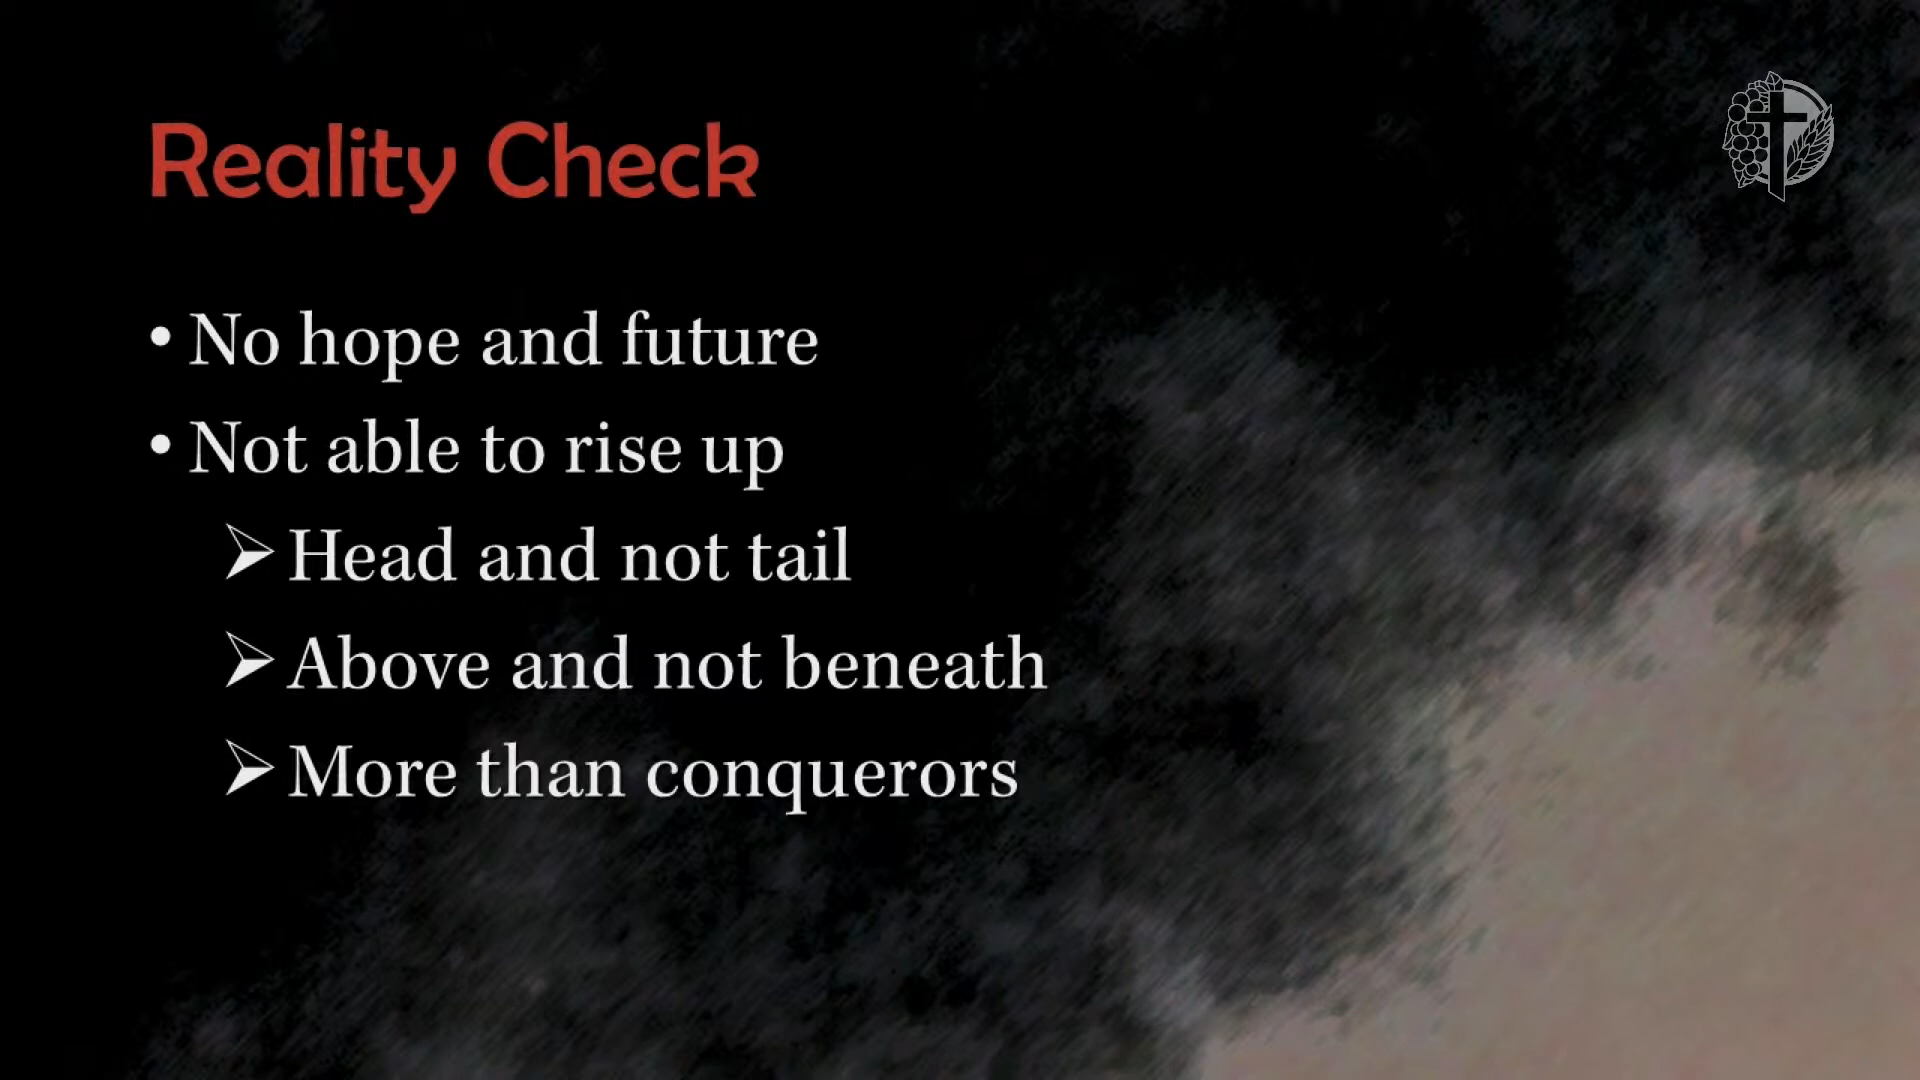 Reality Check
• No hope and future
• Not able to rise up
➢ Head and not tail
➢ Above and not beneath
➢ More than conquerors